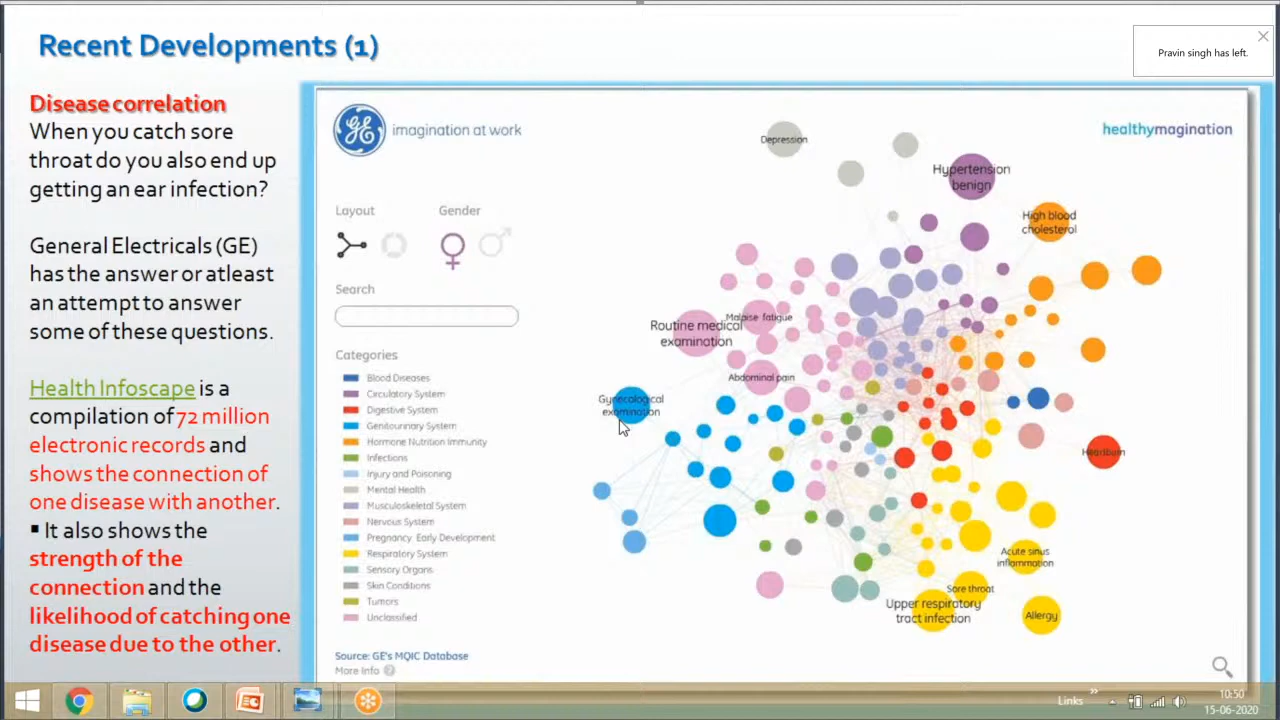 Recent Developments (1)
Pravin singh has left.
Disease correlation
When you catch sore
throat do you also end up
getting an ear infection?
General Electricals (GE)
has the answer or atleast
an attempt to answer
some of these questions.
Health Infoscape is a
compilation of 72 million
electronic records and
shows the connection of
one disease with another.
▪ It also shows the
strength of the
connection and the
likelihood of catching one
disease due to the other.
GE
imagination at work
healthymagination
Layout
Gender
Search
Categories
Blood Diseases
Circulatory System
Digestive System
Genitourinary System
Hormone Nutrition Immunity
Infections
Injury and Poisoning
Mental Health
Musculoskeletal System
Nervous System
Pregnancy Early Development
Respiratory System
Sensory Organs
Skin Conditions
Tumors
Unclassified
Source: GE's MQIC Database
More Info ?
Depression
Hypertension
benign
High blood
cholesterol
Malpise fatigue
Routine medical
examination
Abdominal pain
Gynecological
examination
Heartburn
Acute sinus
inflammation
Sore throat
Upper respiratory
tract infection
Allergy
Links
10:50
15-06-2020